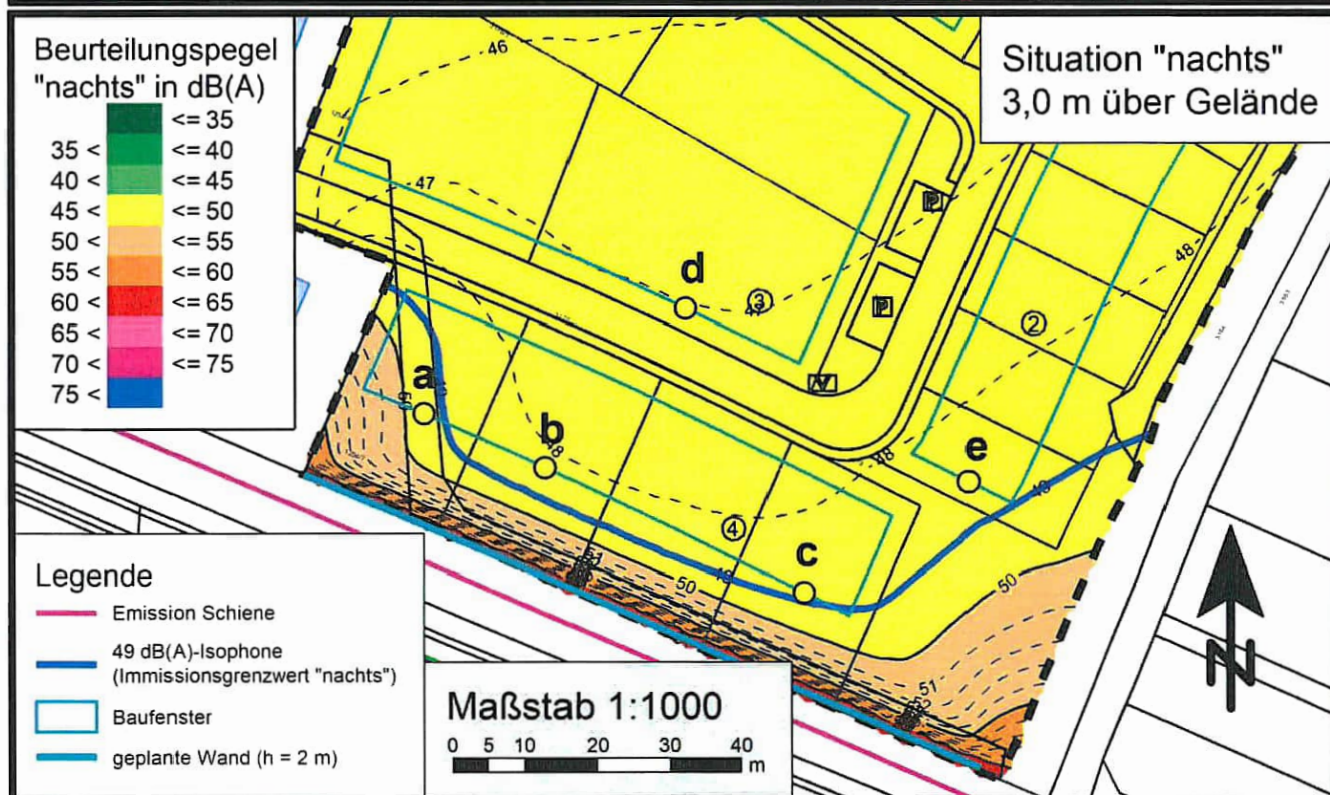 Beurteilungspegel
"nachts" in dB(A)
<= 35
35 < <= 40
40 < <= 45
45 < <= 50
50 < <= 55
55 < <= 60
60 < <= 65
65 < <= 70
70 < <= 75
75 <
Situation "nachts"
3,0 m über Gelände
46
47
48
d
3
47
2
P
P
V
a
b
48
48
e
49
4
c
49
50
50
51
51
52
Legende
Emission Schiene
49 dB(A)-Isophone
(Immissionsgrenzwert "nachts")
Baufenster
geplante Wand (h = 2 m)
Maßstab 1:1000
0 5 10 20 30 40
m
N